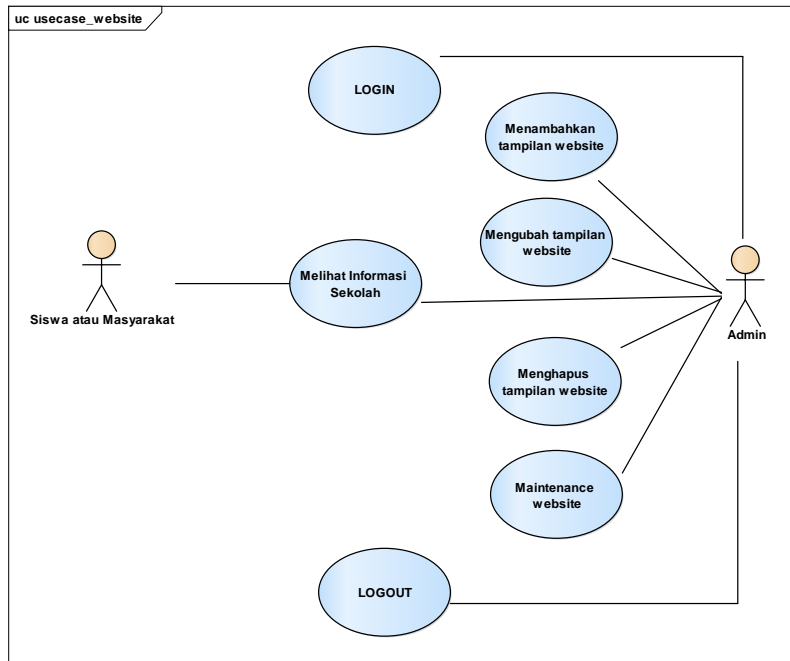 uc usecase_website
LOGIN
Menambahkan
tampilan website
Mengubah tampilan
website
Melihat Informasi
Sekolah
Siswa atau Masyarakat
Admin
Menghapus
tampilan website
Maintenance
website
LOGOUT